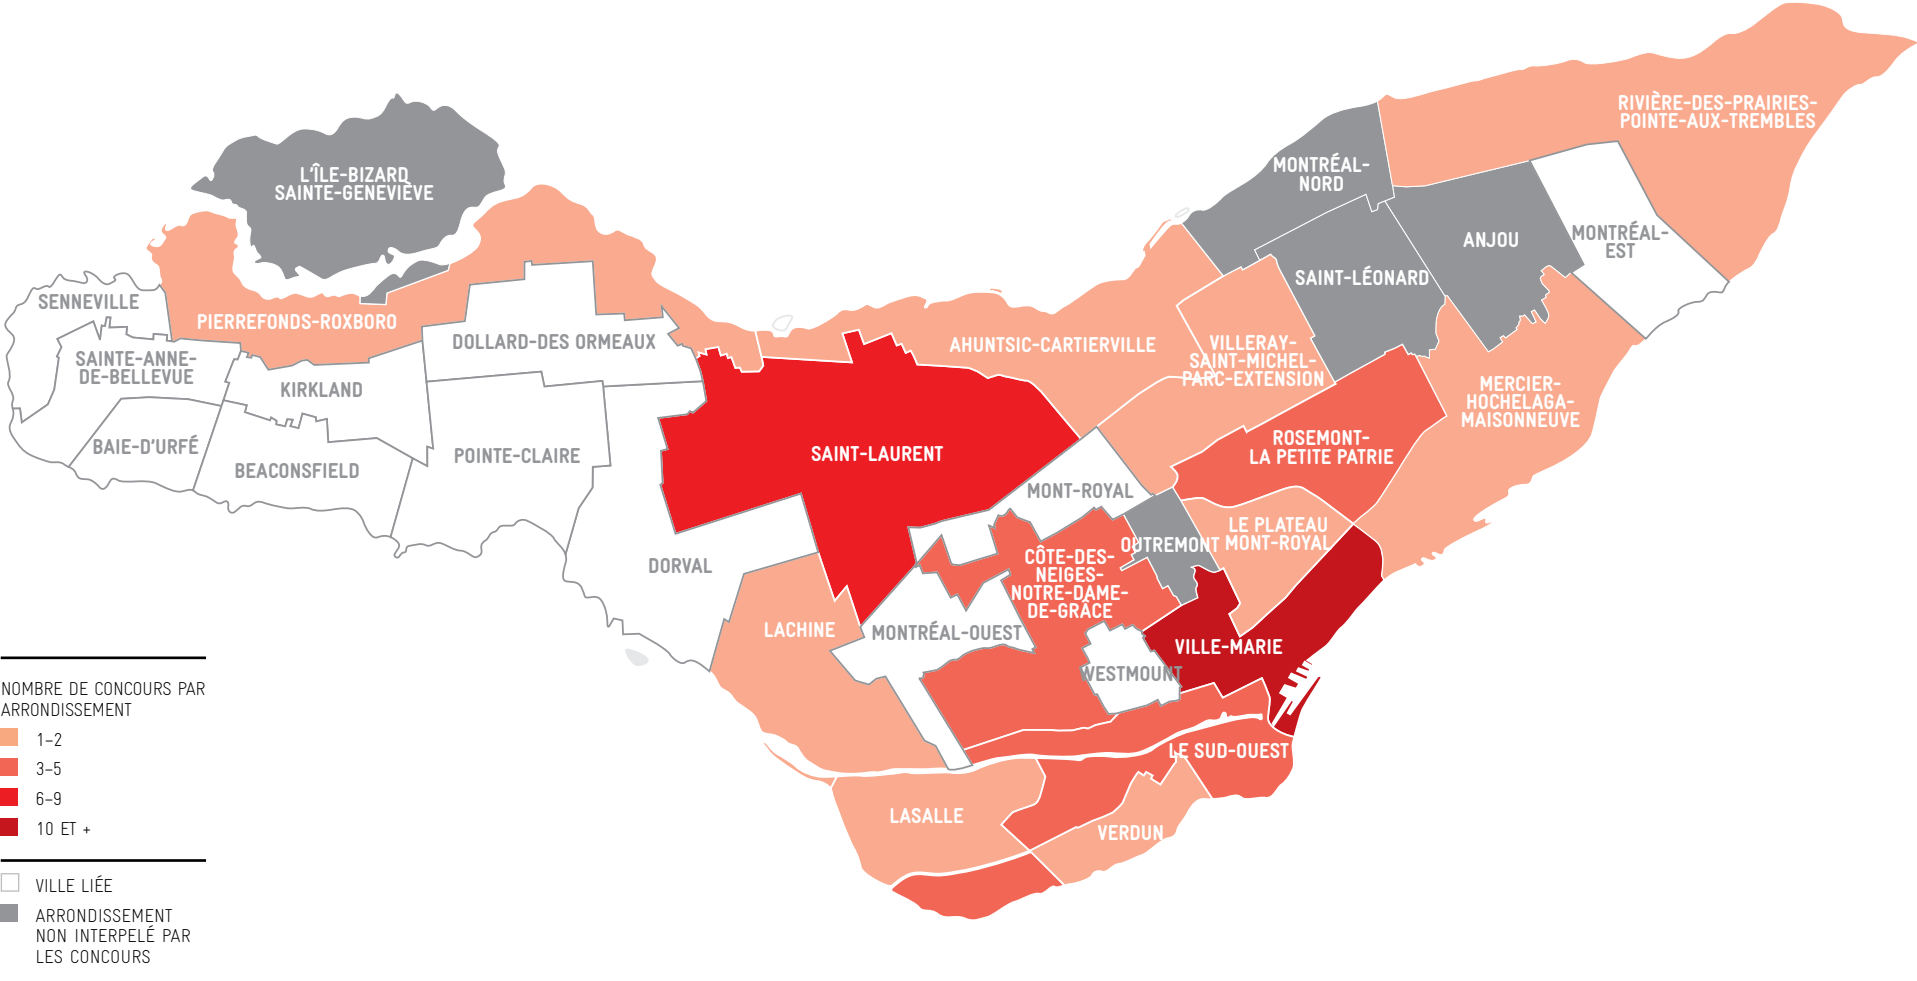 RIVIÈRE-DES-PRAIRIES-
POINTE-AUX-TREMBLES
MONTRÉAL-
NORD
L'ÎLE-BIZARD
SAINTE-GENEVIÈVE
ANJOU
MONTRÉAL-
EST
SAINT-LÉONARD
SENNEVILLE
PIERREFONDS-ROXBORO
DOLLARD-DES ORMEAUX
AHUNTSIC-CARTIERVILLE
VILLERAY-
SAINT-MICHEL-
PARC-EXTENSION
SAINTE-ANNE-
DE-BELLEVUE
KIRKLAND
MERCIER-
HOCHELAGA-
MAISONNEUVE
BAIE-D'URFÉ
BEACONSFIELD
POINTE-CLAIRE
SAINT-LAURENT
ROSEMONT-
LA PETITE PATRIE
MONT-ROYAL
LE PLATEAU
MONT-ROYAL
OUTREMONT
CÔTE-DES-
NEIGES-
NOTRE-DAME-
DE-GRÂCE
DORVAL
LACHINE
MONTRÉAL-OUEST
VILLE-MARIE
WESTMOUNT
LE SUD-OUEST
LASALLE
VERDUN
NOMBRE DE CONCOURS PAR
ARRONDISSEMENT
1-2
3-5
6-9
10 ET +
VILLE LIÉE
ARRONDISSEMENT
NON INTERPELÉ PAR
LES CONCOURS